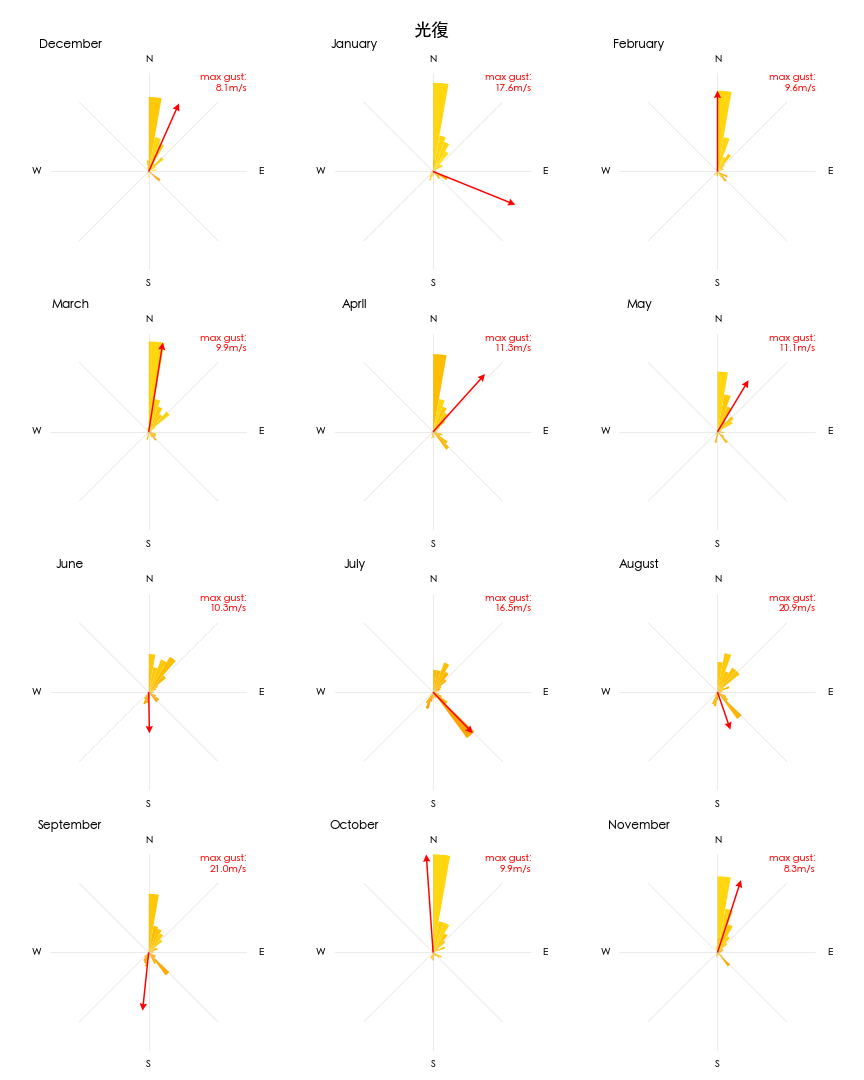 光復
December
N
max gust:
8.1m/s
W
E
S
January
N
max gust:
17.6m/s
W
E
S
February
N
max gust:
9.6m/s
W
E
S
March
N
max gust:
9.9m/s
W
E
S
April
N
max gust:
11.3m/s
W
E
S
May
N
max gust:
11.1m/s
W
E
S
June
N
max gust:
10.3m/s
W
E
S
July
N
max gust:
16.5m/s
W
E
S
August
N
max gust:
20.9m/s
W
E
S
September
N
max gust:
21.0m/s
W
E
S
October
N
max gust:
9.9m/s
W
E
S
November
N
max gust:
8.3m/s
W
E
S